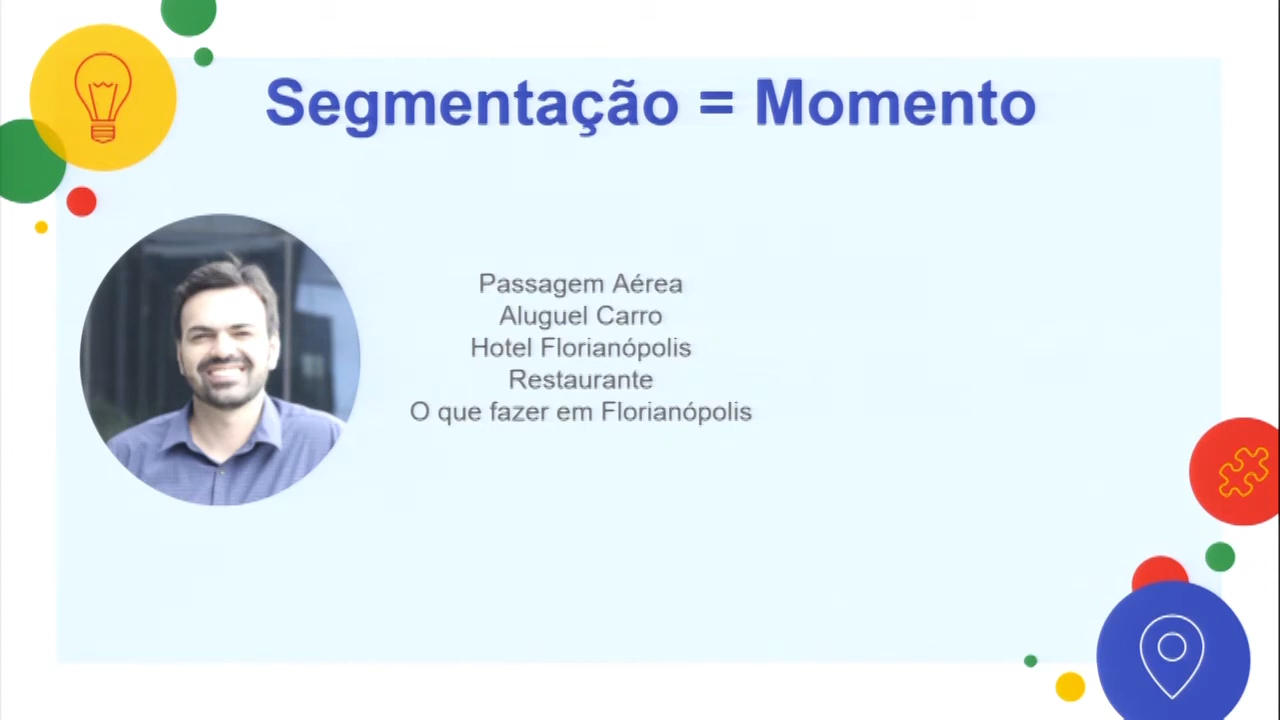 Segmentação = Momento
Passagem Aérea
Aluguel Carro
Hotel Florianópolis
Restaurante
O que fazer em Florianópolis